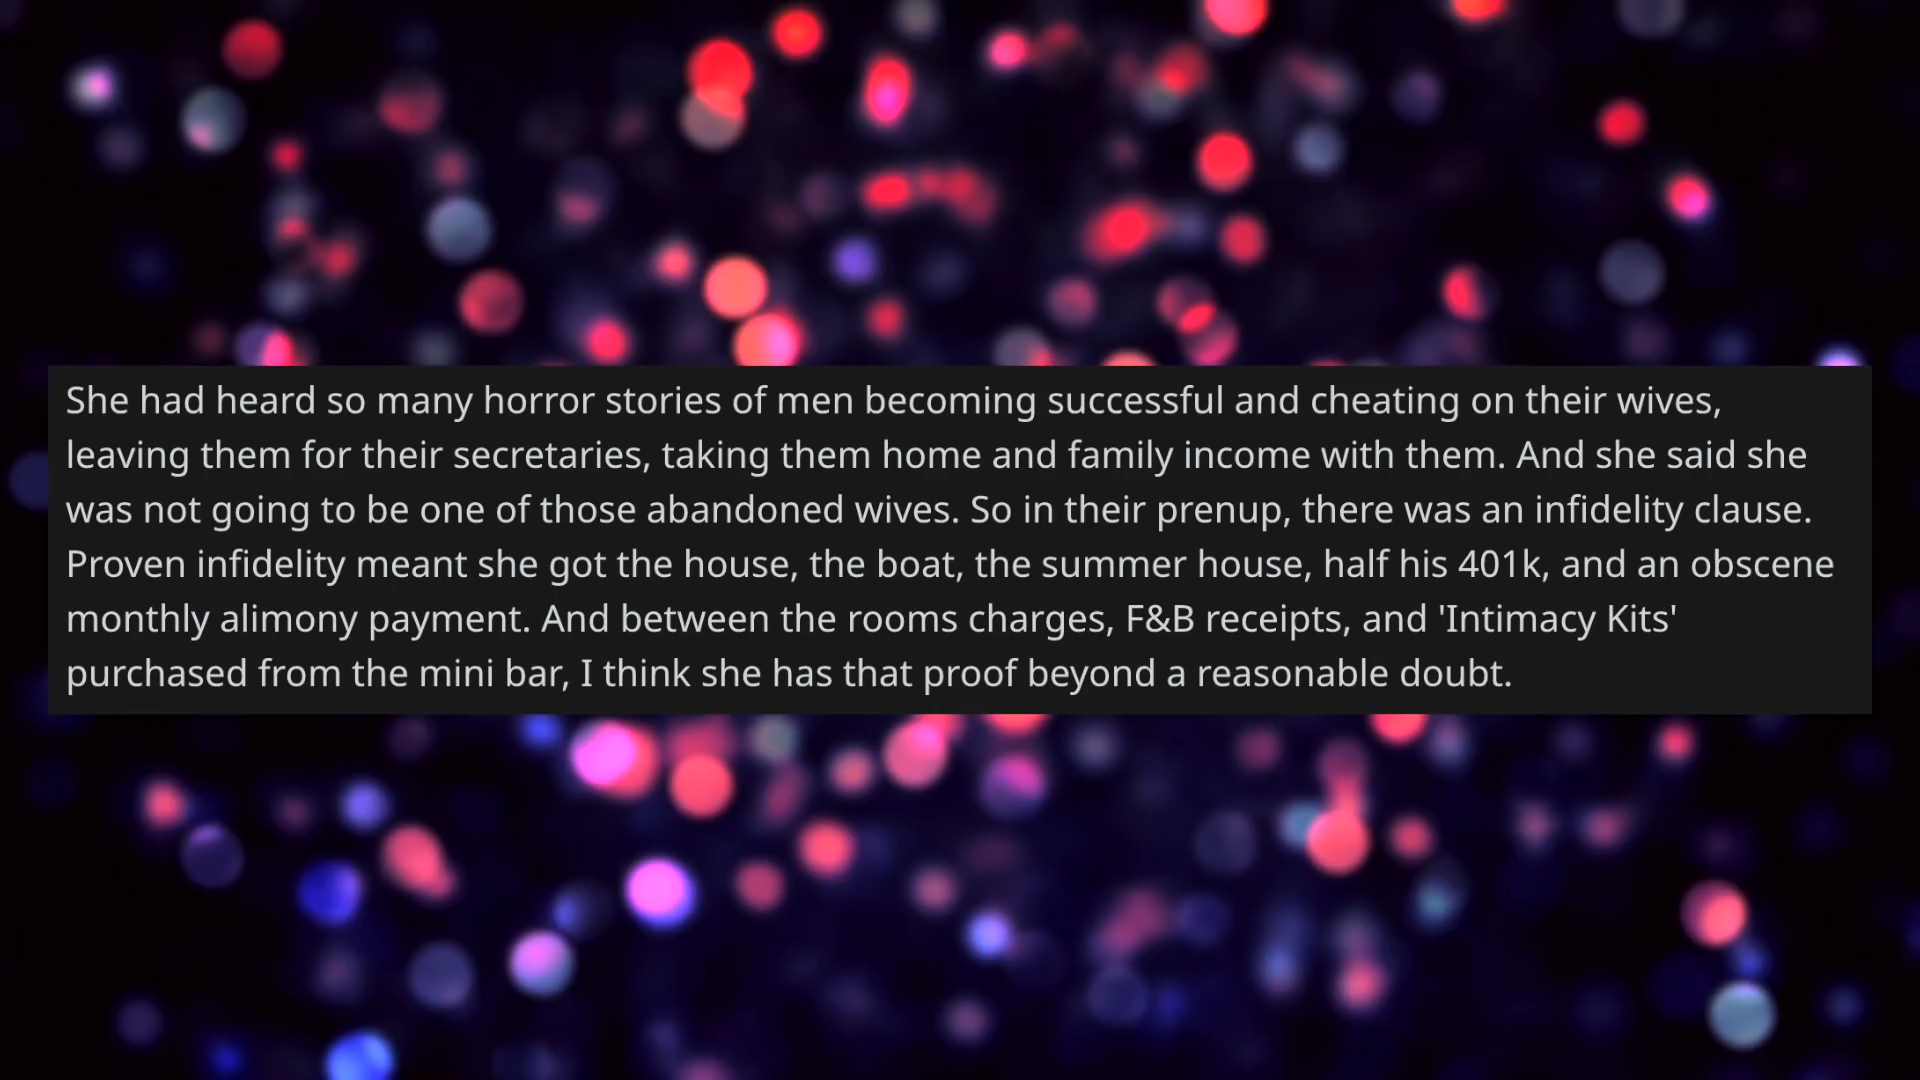 She had heard so many horror stories of men becoming successful and cheating on their wives,
leaving them for their secretaries, taking them home and family income with them. And she said she
was not going to be one of those abandoned wives. So in their prenup, there was an infidelity clause.
Proven infidelity meant she got the house, the boat, the summer house, half his 401k, and an obscene
monthly alimony payment. And between the rooms charges, F&B receipts, and 'Intimacy Kits'
purchased from the mini bar, I think she has that proof beyond a reasonable doubt.